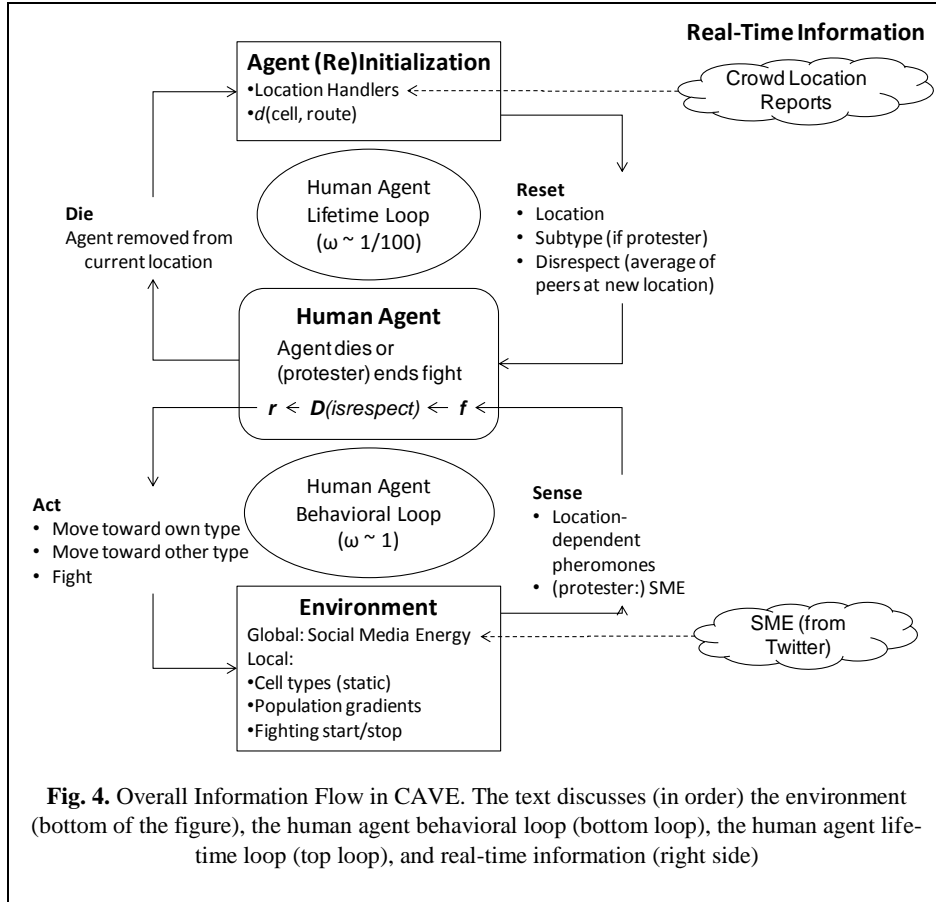 Real-Time Information
Crowd Location
Reports
Agent (Re)Initialization
•Location Handlers
•d(cell, route)
Human Agent
Lifetime Loop
(ω ~ 1/100)
Reset
• Location
• Subtype (if protester)
• Disrespect (average of
peers at new location)
Die
Agent removed from
current location
Human Agent
Agent dies or
(protester) ends fight
r ← D(isrespect) ← f
Human Agent
Behavioral Loop
(ω ~ 1)
Act
• Move toward own type
• Move toward other type
• Fight
Sense
• Location-
dependent
pheromones
• (protester:) SME
Environment
Global: Social Media Energy
Local:
•Cell types (static)
•Population gradients
•Fighting start/stop
SME (from
Twitter)
Fig. 4. Overall Information Flow in CAVE. The text discusses (in order) the environment
(bottom of the figure), the human agent behavioral loop (bottom loop), the human agent life-
time loop (top loop), and real-time information (right side)